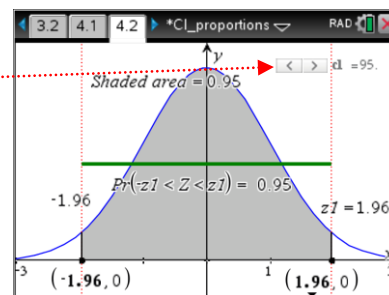 3.2 4.1 4.2 *CI_proportions RAD
y
< > cl =95.
Shaded area = 0.95
Pr(-z1 < Z < z1) = 0.95
-1.96 z1 =1.96
-3 1 x
(-1.96, 0) (1.96, 0)